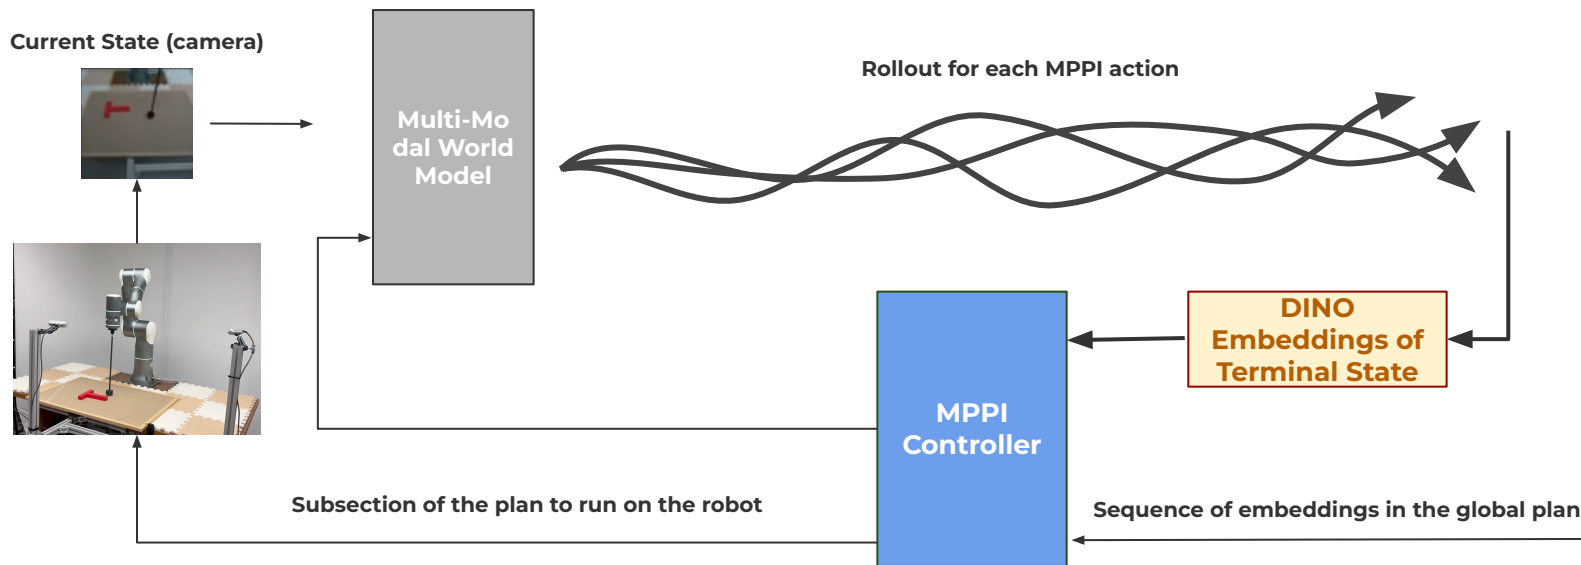 Current State (camera)
Rollout for each MPPI action
Multi-Mo
dal World
Model
DINO
Embeddings of
Terminal State
MPPI
Controller
Subsection of the plan to run on the robot
Sequence of embeddings in the global plan